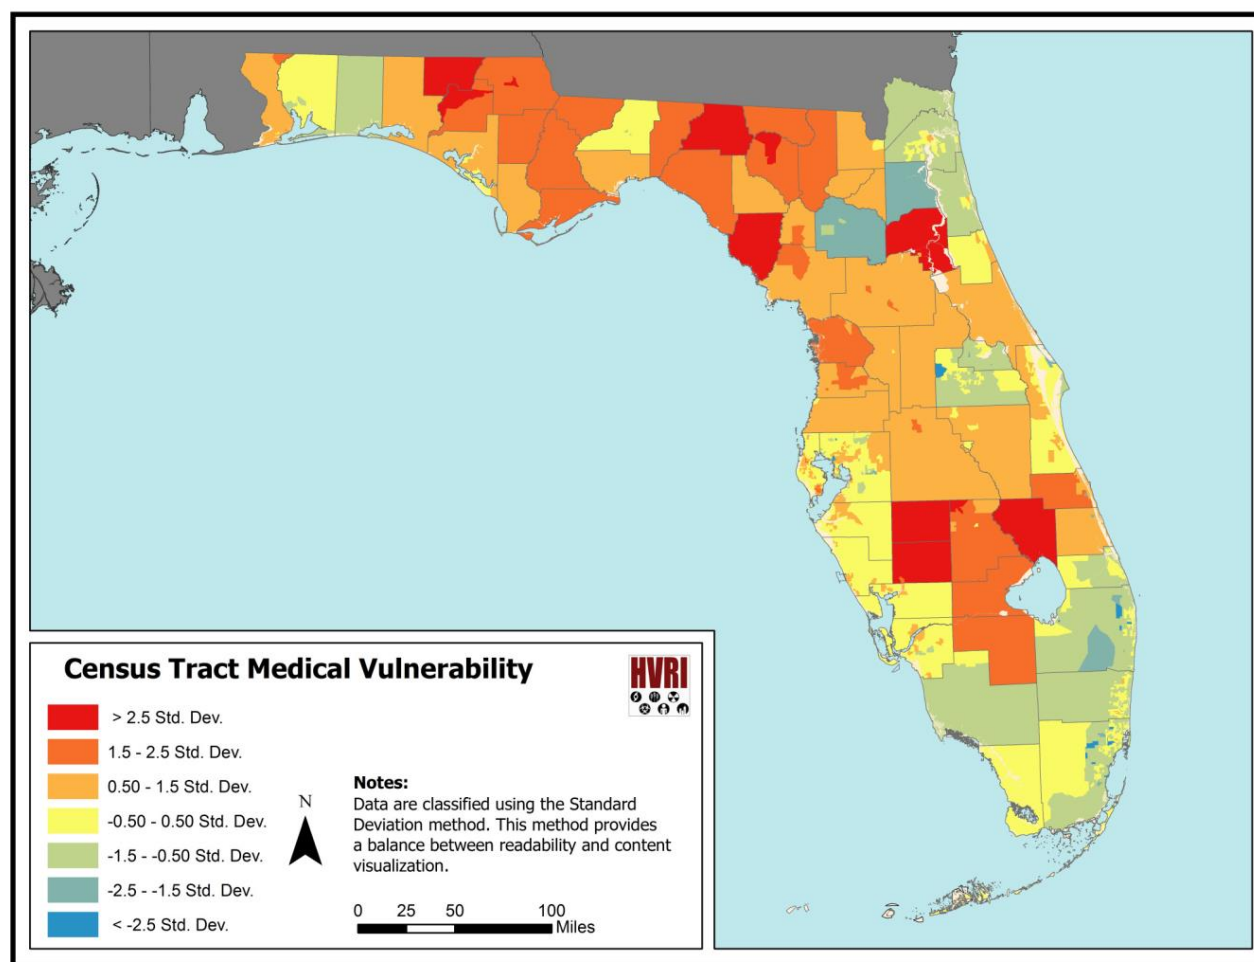 Census Tract Medical Vulnerability
HVRI
> 2.5 Std. Dev.
1.5 - 2.5 Std. Dev.
0.50 - 1.5 Std. Dev.
-0.50 - 0.50 Std. Dev.
-1.5 - -0.50 Std. Dev.
-2.5 - -1.5 Std. Dev.
< -2.5 Std. Dev.
N
Notes:
Data are classified using the Standard
Deviation method. This method provides
a balance between readability and content
visualization.
0 25 50 100
Miles